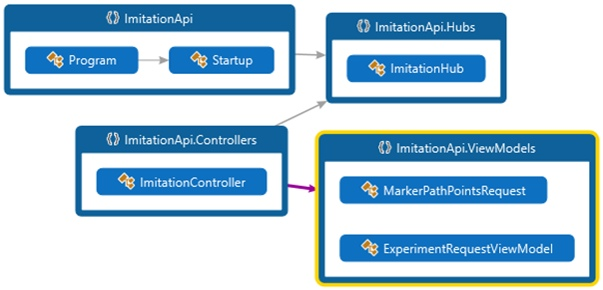 ImitationApi
Program
Startup
ImitationApi.Hubs
ImitationHub
ImitationApi.Controllers
ImitationController
ImitationApi.ViewModels
MarkerPathPointsRequest
ExperimentRequestViewModel